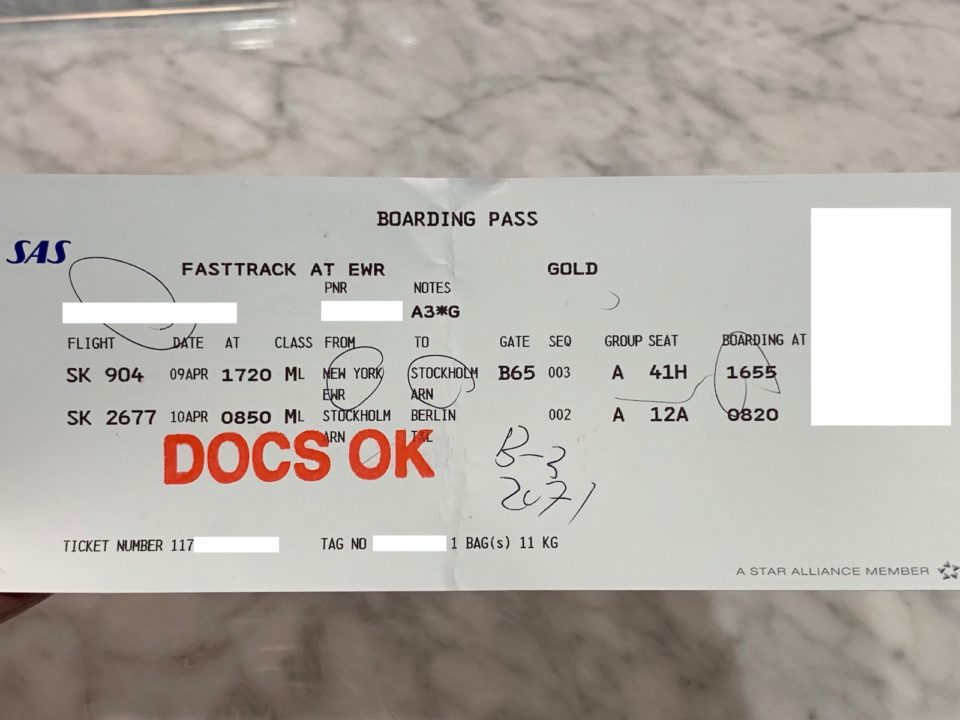 BOARDING PASS
SAS
FASTTRACK AT EWR GOLD
PNR NOTES
A3*G
FLIGHT DATE AT CLASS FROM TO GATE SEQ GROUP SEAT BOARDING AT
SK 904 09APR 1720 ML NEW YORK STOCKHOLM B65 003 A 41H 1655
EWR ARN
SK 2677 10APR 0850 ML STOCKHOLM BERLIN 002 A 12A 0820
ARN TXL
DOCS OK
B-3
2071
TICKET NUMBER 117 TAG NO 1 BAG(s) 11 KG
A STAR ALLIANCE MEMBER